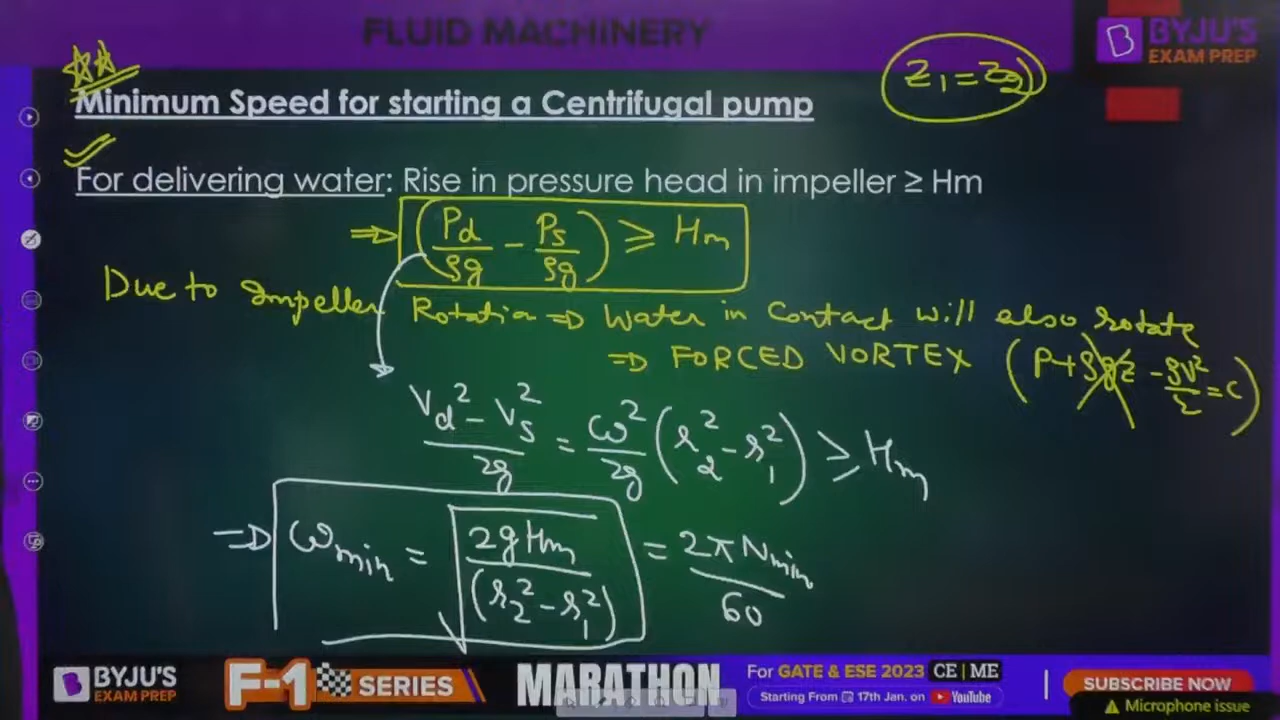 FLUID MACHINERY
BYJU'S
EXAM PREP
Z₁ = Z₂
Minimum Speed for starting a Centrifugal pump
For delivering water: Rise in pressure head in impeller ≥ Hm
⇒ (Pd/ρg - Ps/ρg) ≥ Hm
Due to Impeller Rotation ⇒ Water in Contact will also rotate
⇒ FORCED VORTEX (P + ρgz - ρV²/2 = C)
Vd² - Vs²/2g = ω²/2g (r₂² - r₁²) ≥ Hm
⇒ ωmin = √(2gHm/(r₂² - r₁²)) = 2πNmin/60
BYJU'S
EXAM PREP
F-1 SERIES
MARATHON
For GATE & ESE 2023 CE | ME
Starting From 17th Jan. on YouTube
SUBSCRIBE NOW
Microphone issue